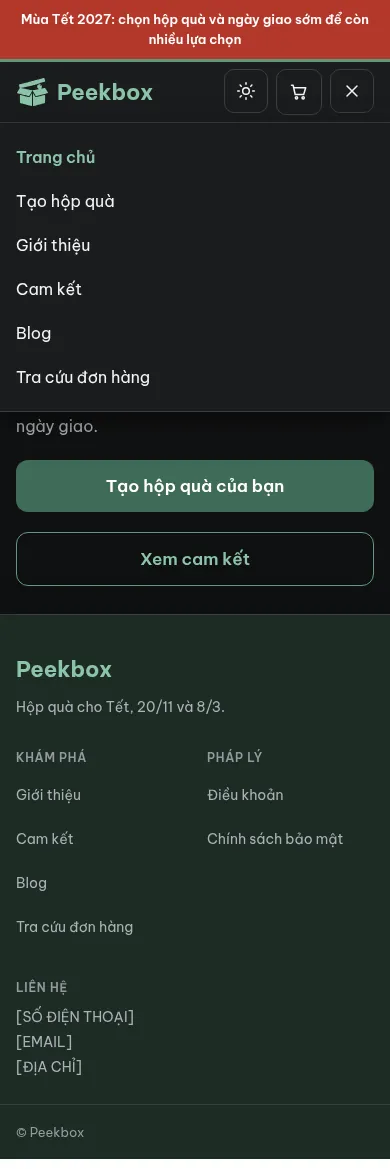 Mùa Tết 2027: chọn hộp quà và ngày giao sớm để còn
nhiều lựa chọn
Peekbox
Trang chủ
Tạo hộp quà
Giới thiệu
Cam kết
Blog
Tra cứu đơn hàng
ngày giao.
Tạo hộp quà của bạn
Xem cam kết
Peekbox
Hộp quà cho Tết, 20/11 và 8/3.
KHÁM PHÁ
Giới thiệu
Cam kết
Blog
Tra cứu đơn hàng
PHÁP LÝ
Điều khoản
Chính sách bảo mật
LIÊN HỆ
[SỐ ĐIỆN THOẠI]
[EMAIL]
[ĐỊA CHỈ]
© Peekbox